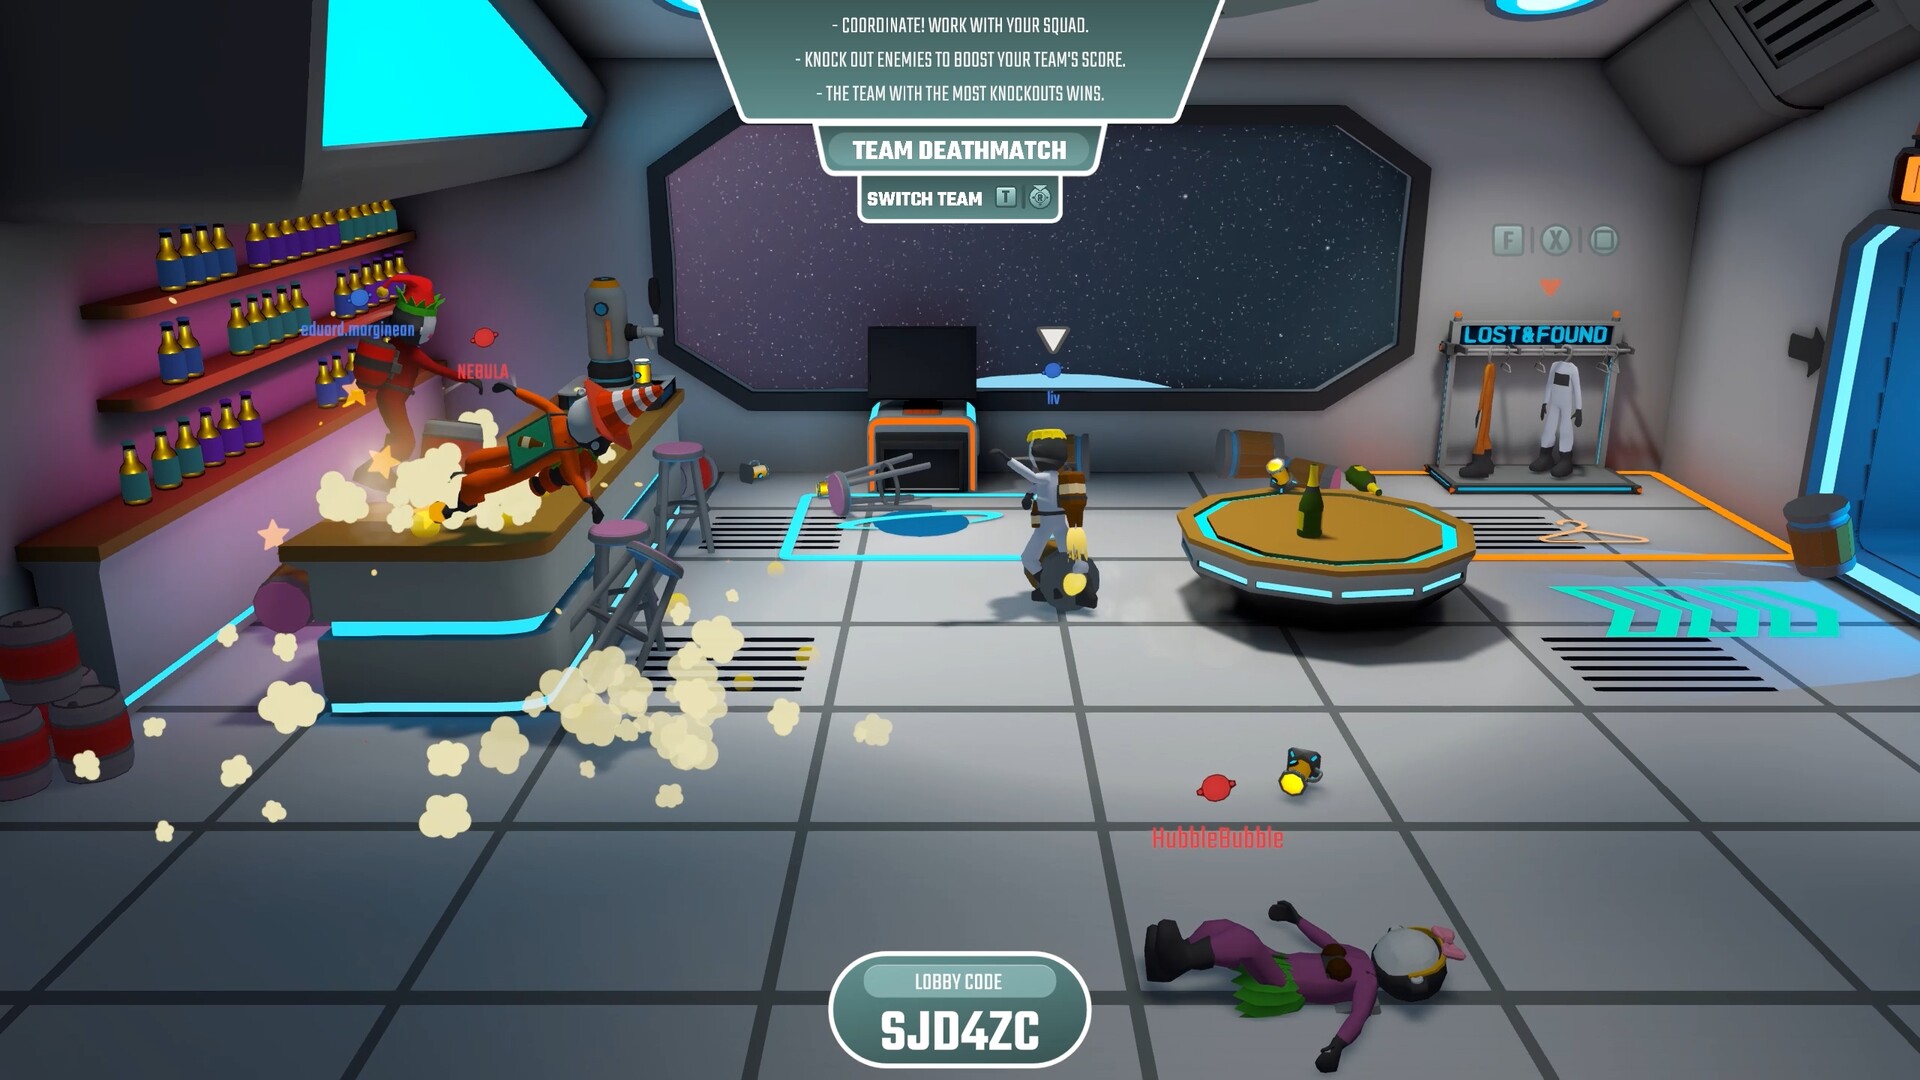 - COORDINATE! WORK WITH YOUR SQUAD.
- KNOCK OUT ENEMIES TO BOOST YOUR TEAM'S SCORE.
- THE TEAM WITH THE MOST KNOCKOUTS WINS.
TEAM DEATHMATCH
SWITCH TEAM T R
F X
LOST&FOUND
eduard.marginean
NEBULA
liv
HubbleBubble
LOBBY CODE
SJD4ZC